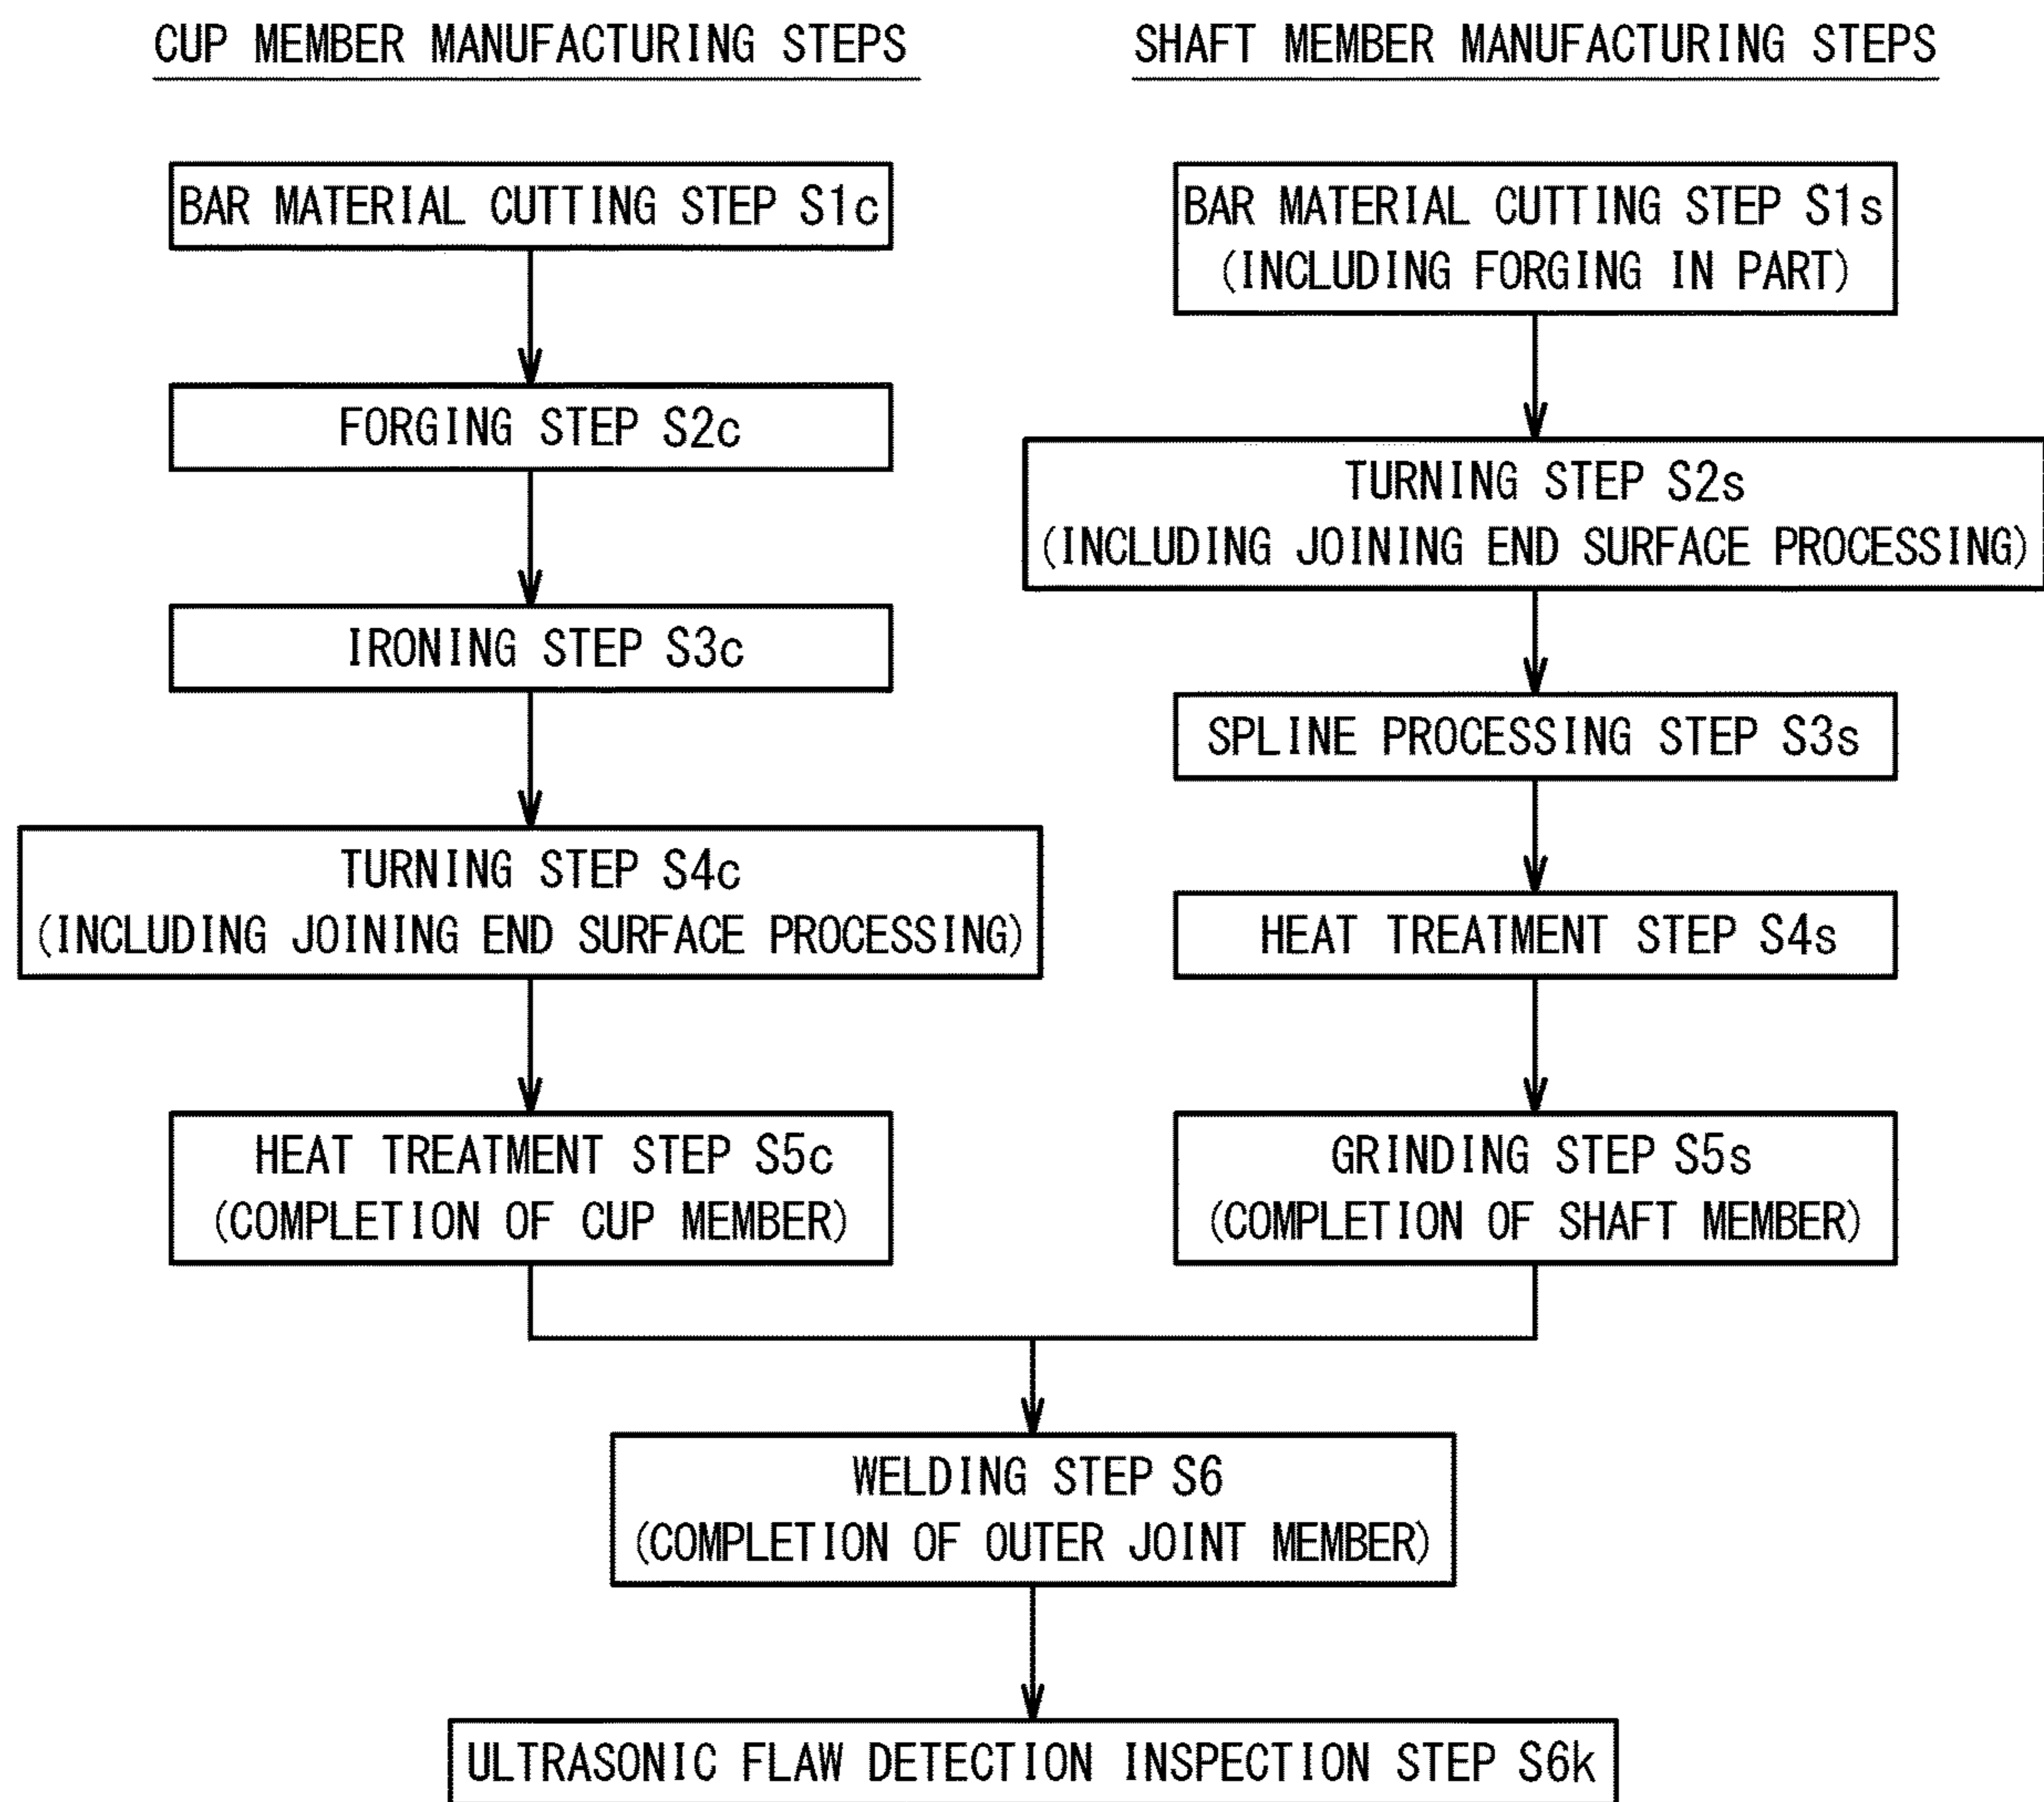 CUP MEMBER MANUFACTURING STEPS
BAR MATERIAL CUTTING STEP S1c
FORGING STEP S2c
IRONING STEP S3c
TURNING STEP S4c
(INCLUDING JOINING END SURFACE PROCESSING)
HEAT TREATMENT STEP S5c
(COMPLETION OF CUP MEMBER)
SHAFT MEMBER MANUFACTURING STEPS
BAR MATERIAL CUTTING STEP S1s
(INCLUDING FORGING IN PART)
TURNING STEP S2s
(INCLUDING JOINING END SURFACE PROCESSING)
SPLINE PROCESSING STEP S3s
HEAT TREATMENT STEP S4s
GRINDING STEP S5s
(COMPLETION OF SHAFT MEMBER)
WELDING STEP S6
(COMPLETION OF OUTER JOINT MEMBER)
ULTRASONIC FLAW DETECTION INSPECTION STEP S6k